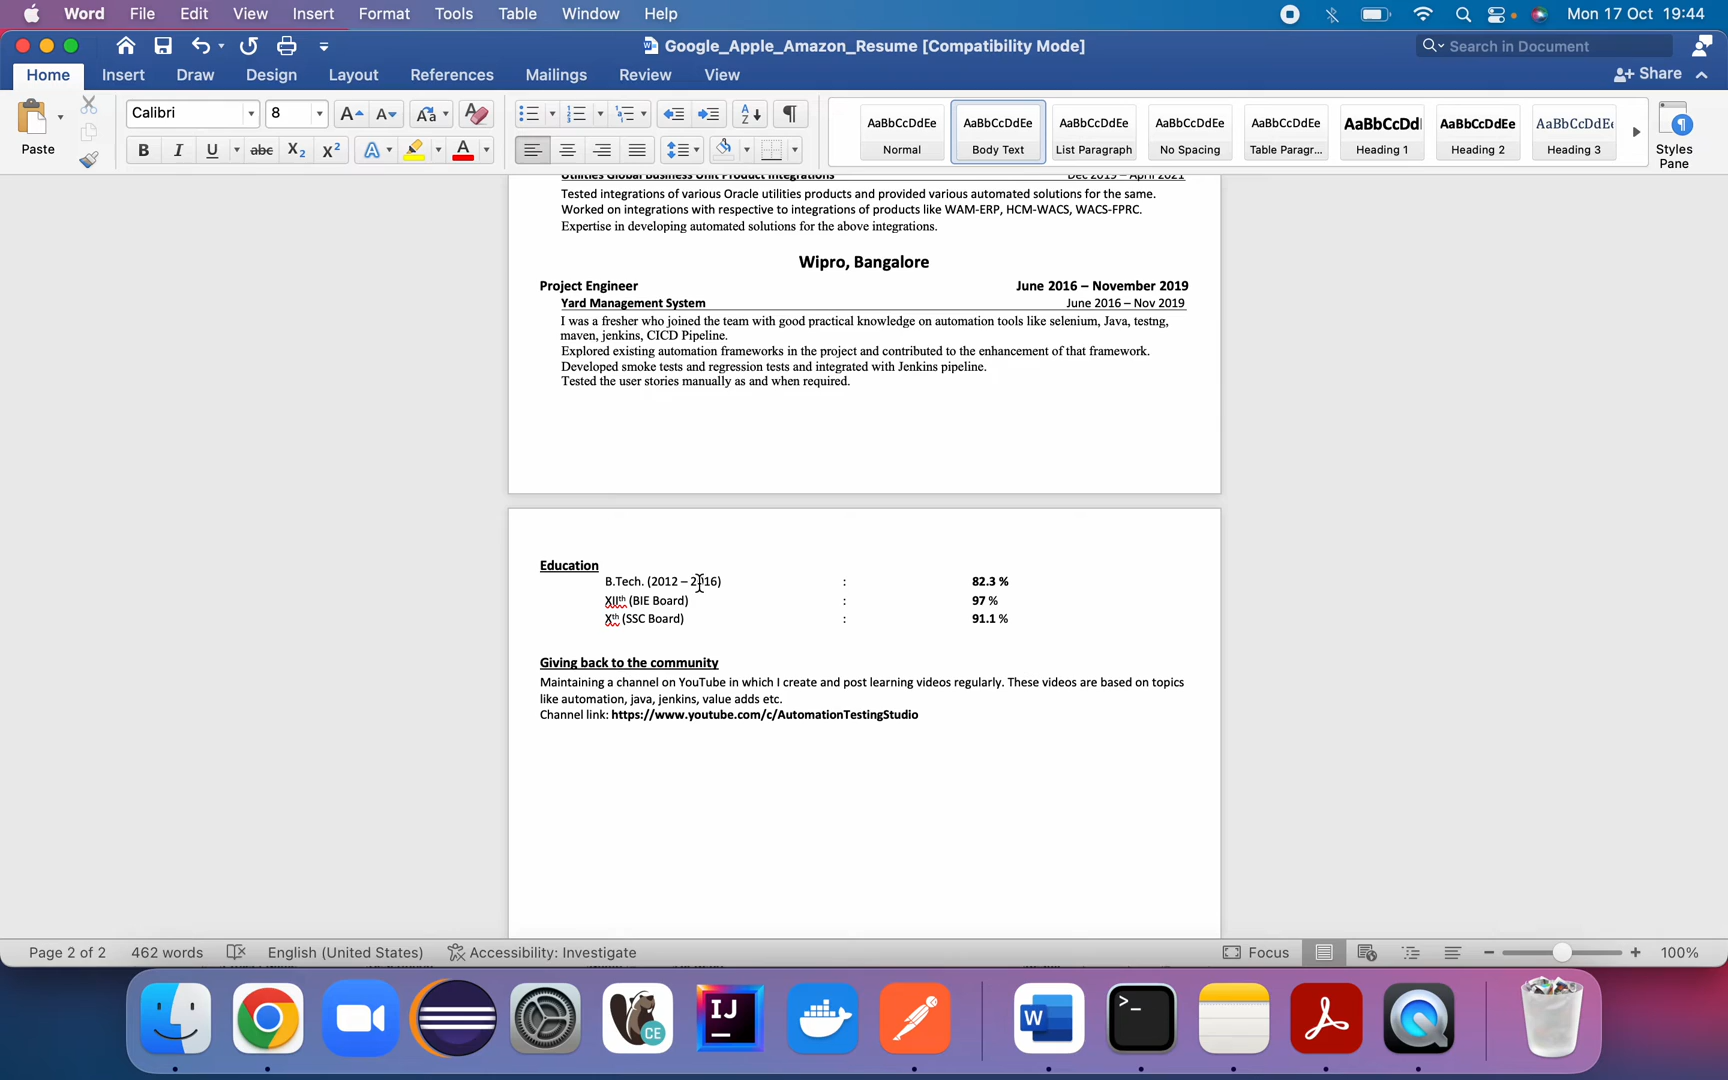 Word File Edit View Insert Format Tools Table Window Help Mon 17 Oct 19:44
Google_Apple_Amazon_Resume [Compatibility Mode] Search in Document
Home Insert Draw Design Layout References Mailings Review View Share
Calibri 8
Paste
AaBbCcDdEe AaBbCcDdEe AaBbCcDdEe AaBbCcDdEe AaBbCcDdEe AaBbCcDdI AaBbCcDdEe AaBbCcDdEe
Normal Body Text List Paragraph No Spacing Table Paragr... Heading 1 Heading 2 Heading 3
Styles
Pane
Utilities Global Business Unit Product Integrations Dec 2019 – April 2021
Tested integrations of various Oracle utilities products and provided various automated solutions for the same.
Worked on integrations with respective to integrations of products like WAM-ERP, HCM-WACS, WACS-FPRC.
Expertise in developing automated solutions for the above integrations.
Wipro, Bangalore
Project Engineer June 2016 – November 2019
Yard Management System June 2016 – Nov 2019
I was a fresher who joined the team with good practical knowledge on automation tools like selenium, Java, testng,
maven, jenkins, CICD Pipeline.
Explored existing automation frameworks in the project and contributed to the enhancement of that framework.
Developed smoke tests and regression tests and integrated with Jenkins pipeline.
Tested the user stories manually as and when required.
Education
B.Tech. (2012 – 2016) : 82.3 %
XIIth (BIE Board) : 97 %
Xth (SSC Board) : 91.1 %
Giving back to the community
Maintaining a channel on YouTube in which I create and post learning videos regularly. These videos are based on topics
like automation, java, jenkins, value adds etc.
Channel link: https://www.youtube.com/c/AutomationTestingStudio
Page 2 of 2 462 words English (United States) Accessibility: Investigate Focus 100%
CE IJ W >_